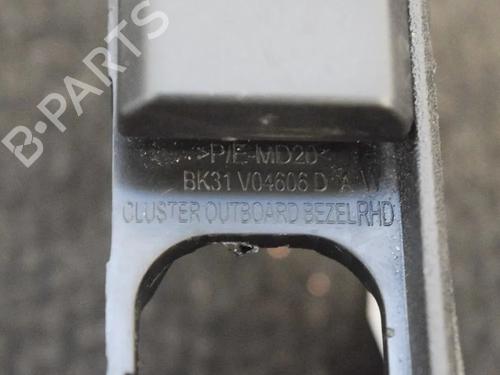 B-PARTS
>P/E-MD20<
BK31 V04606 D A W
CLUSTER OUTBOARD BEZEL RHD